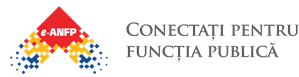 e-ANFP
CONECTAȚI PENTRU
FUNCȚIA PUBLICĂ